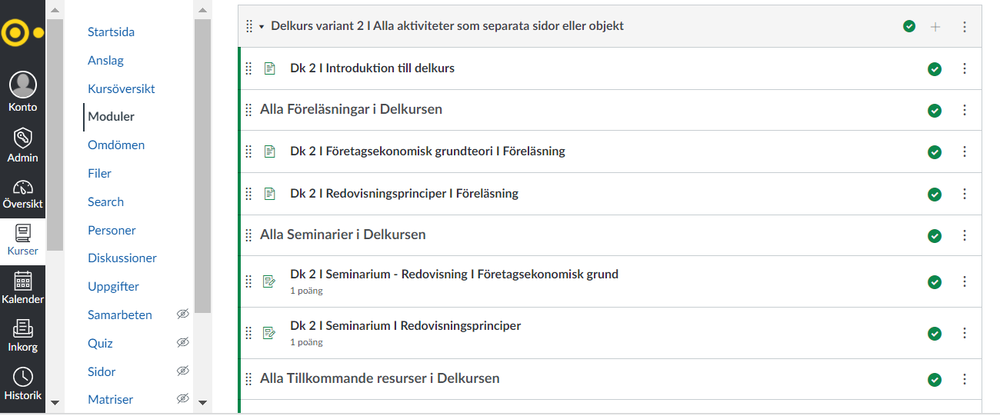 Konto
Admin
Översikt
Kurser
Kalender
Inkorg
Historik
Startsida
Anslag
Kursöversikt
Moduler
Omdömen
Filer
Search
Personer
Diskussioner
Uppgifter
Samarbeten
Quiz
Sidor
Matriser
Delkurs variant 2 I Alla aktiviteter som separata sidor eller objekt
Dk 2 I Introduktion till delkurs
Alla Föreläsningar i Delkursen
Dk 2 I Företagsekonomisk grundteori I Föreläsning
Dk 2 I Redovisningsprinciper I Föreläsning
Alla Seminarier i Delkursen
Dk 2 I Seminarium - Redovisning I Företagsekonomisk grund
1 poäng
Dk 2 I Seminarium I Redovisningsprinciper
1 poäng
Alla Tillkommande resurser i Delkursen